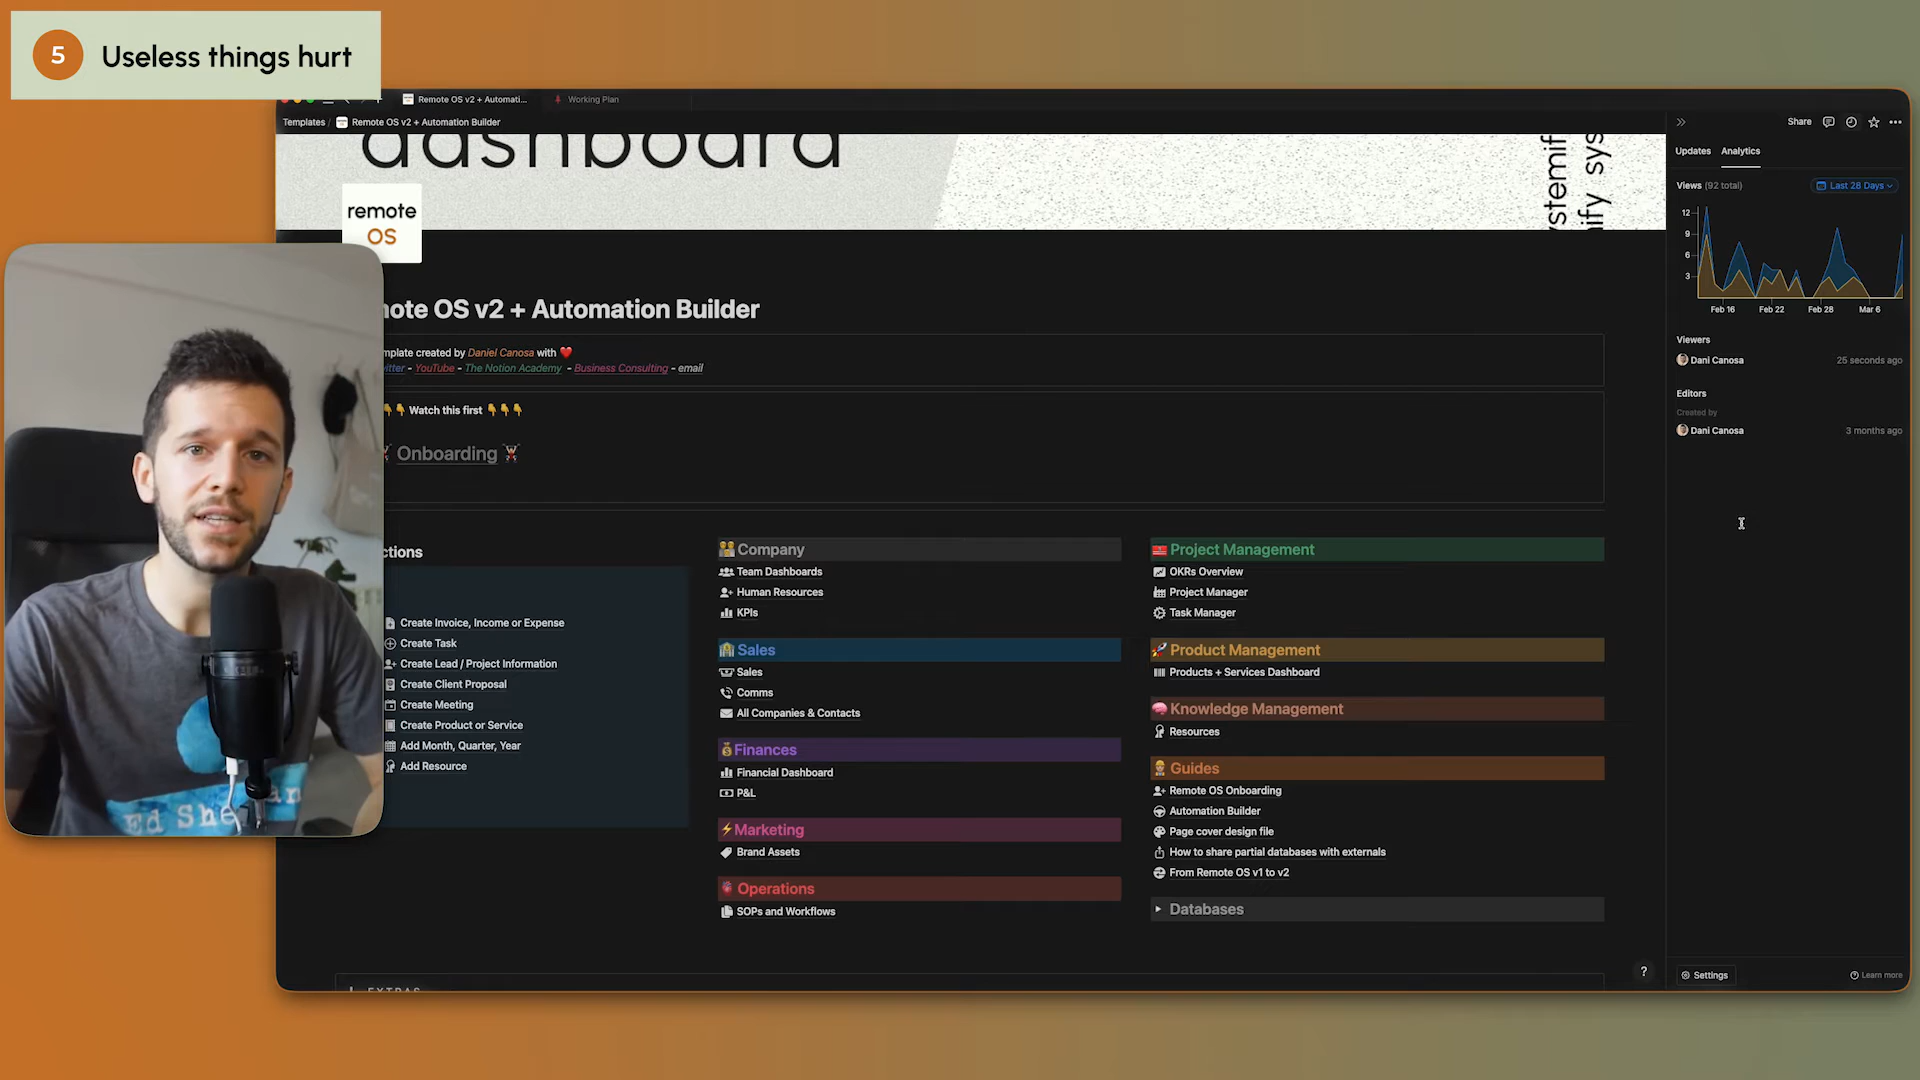 5 Useless things hurt
Remote OS v2 + Automati...
Working Plan
Templates / Remote OS v2 + Automation Builder
Share
dashboard
remote
OS
Updates
Analytics
Views (92 total)
Last 28 Days
12
9
6
3
Feb 16
Feb 22
Feb 28
Mar 6
Viewers
Dani Canosa
25 seconds ago
Editors
Created by
Dani Canosa
3 months ago
note OS v2 + Automation Builder
mplate created by Daniel Canosa with ❤️
itter - YouTube - The Notion Academy - Business Consulting - email
👇👇 Watch this first 👇👇👇
Onboarding
ctions
Create Invoice, Income or Expense
Create Task
Create Lead / Project Information
Create Client Proposal
Create Meeting
Create Product or Service
Add Month, Quarter, Year
Add Resource
Company
Team Dashboards
Human Resources
KPIs
Sales
Sales
Comms
All Companies & Contacts
Finances
Financial Dashboard
P&L
Marketing
Brand Assets
Operations
SOPs and Workflows
Project Management
OKRs Overview
Project Manager
Task Manager
Product Management
Products + Services Dashboard
Knowledge Management
Resources
Guides
Remote OS Onboarding
Automation Builder
Page cover design file
How to share partial databases with externals
From Remote OS v1 to v2
Databases
Settings
Learn more
?
Ed She
an